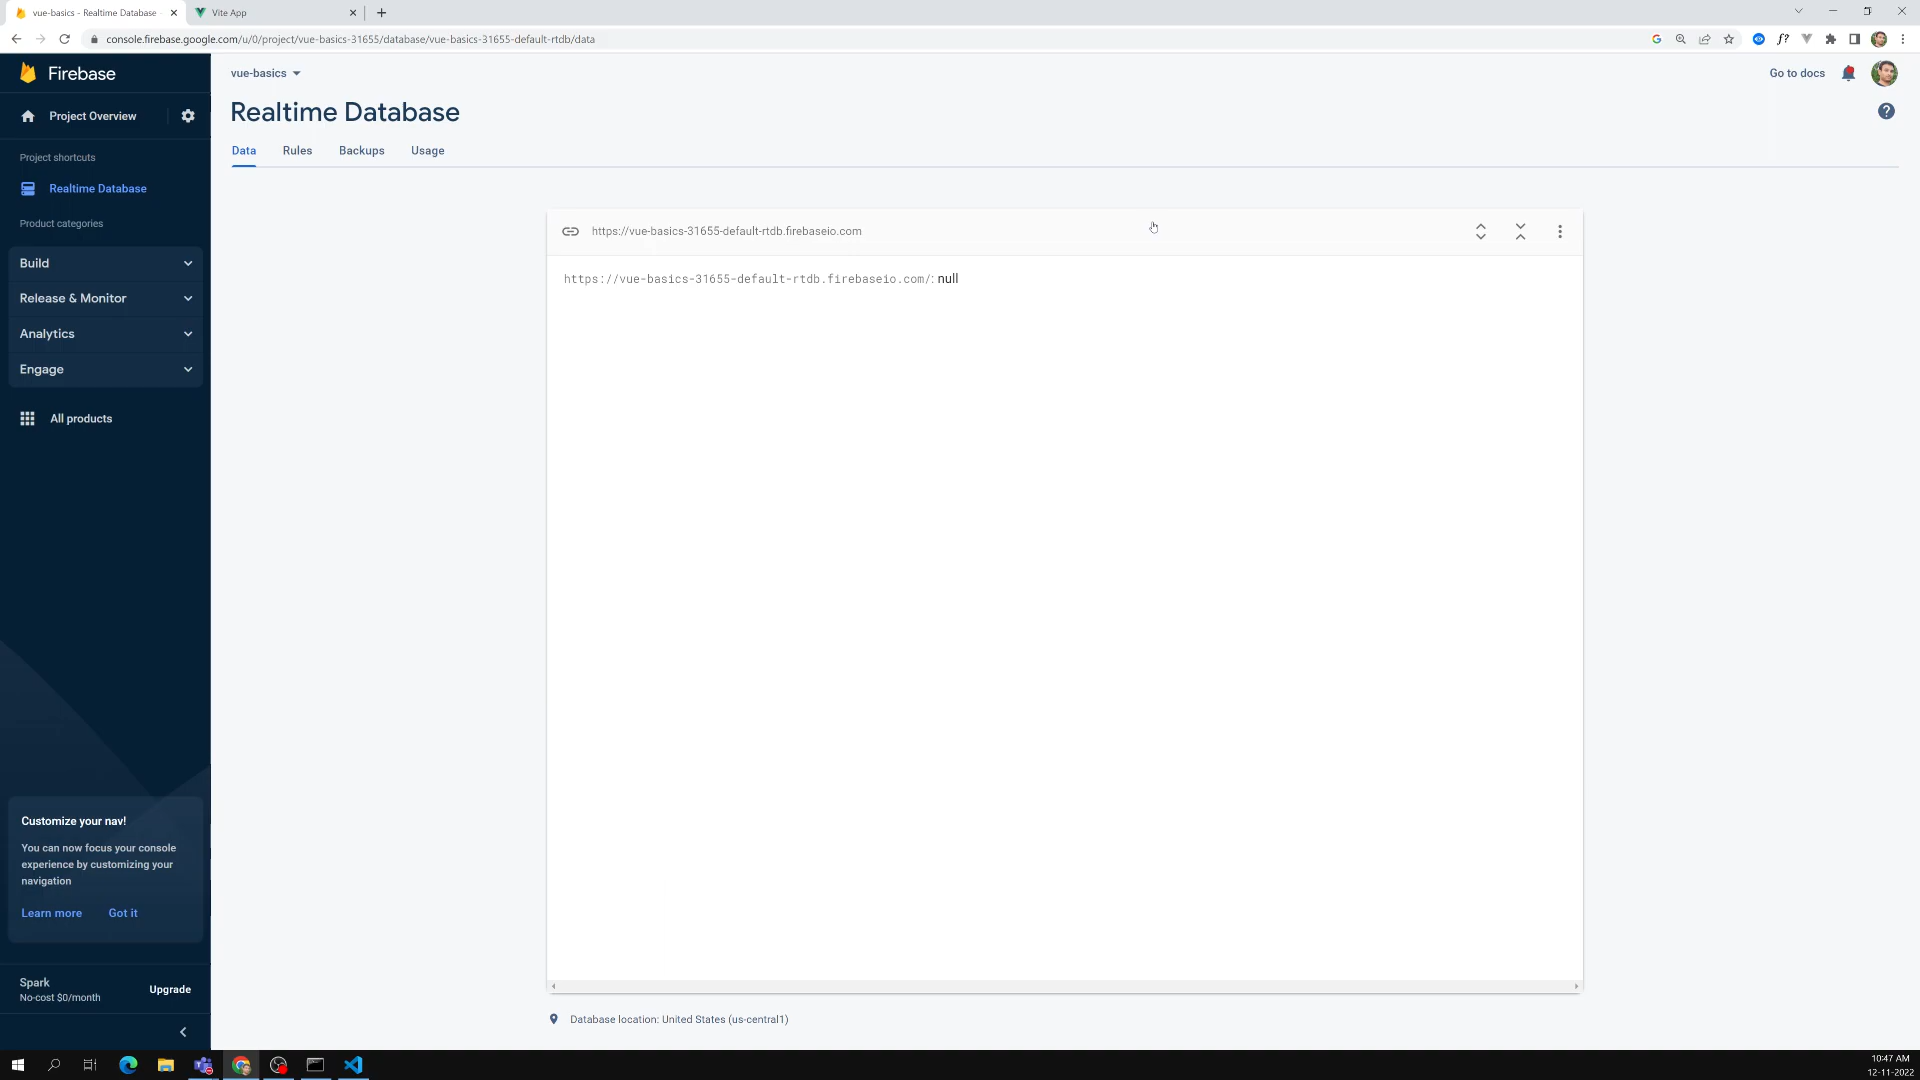 vue-basics - Realtime Database
Vite App
console.firebase.google.com/u/0/project/vue-basics-31655/database/vue-basics-31655-default-rtdb/data
Firebase
Project Overview
Project shortcuts
Realtime Database
Product categories
Build
Release & Monitor
Analytics
Engage
All products
Customize your nav!
You can now focus your console
experience by customizing your
navigation
Learn more
Got it
Spark
No-cost $0/month
Upgrade
vue-basics
Go to docs
Realtime Database
Data
Rules
Backups
Usage
https://vue-basics-31655-default-rtdb.firebaseio.com
https://vue-basics-31655-default-rtdb.firebaseio.com/: null
Database location: United States (us-central1)
10:47 AM
12-11-2022